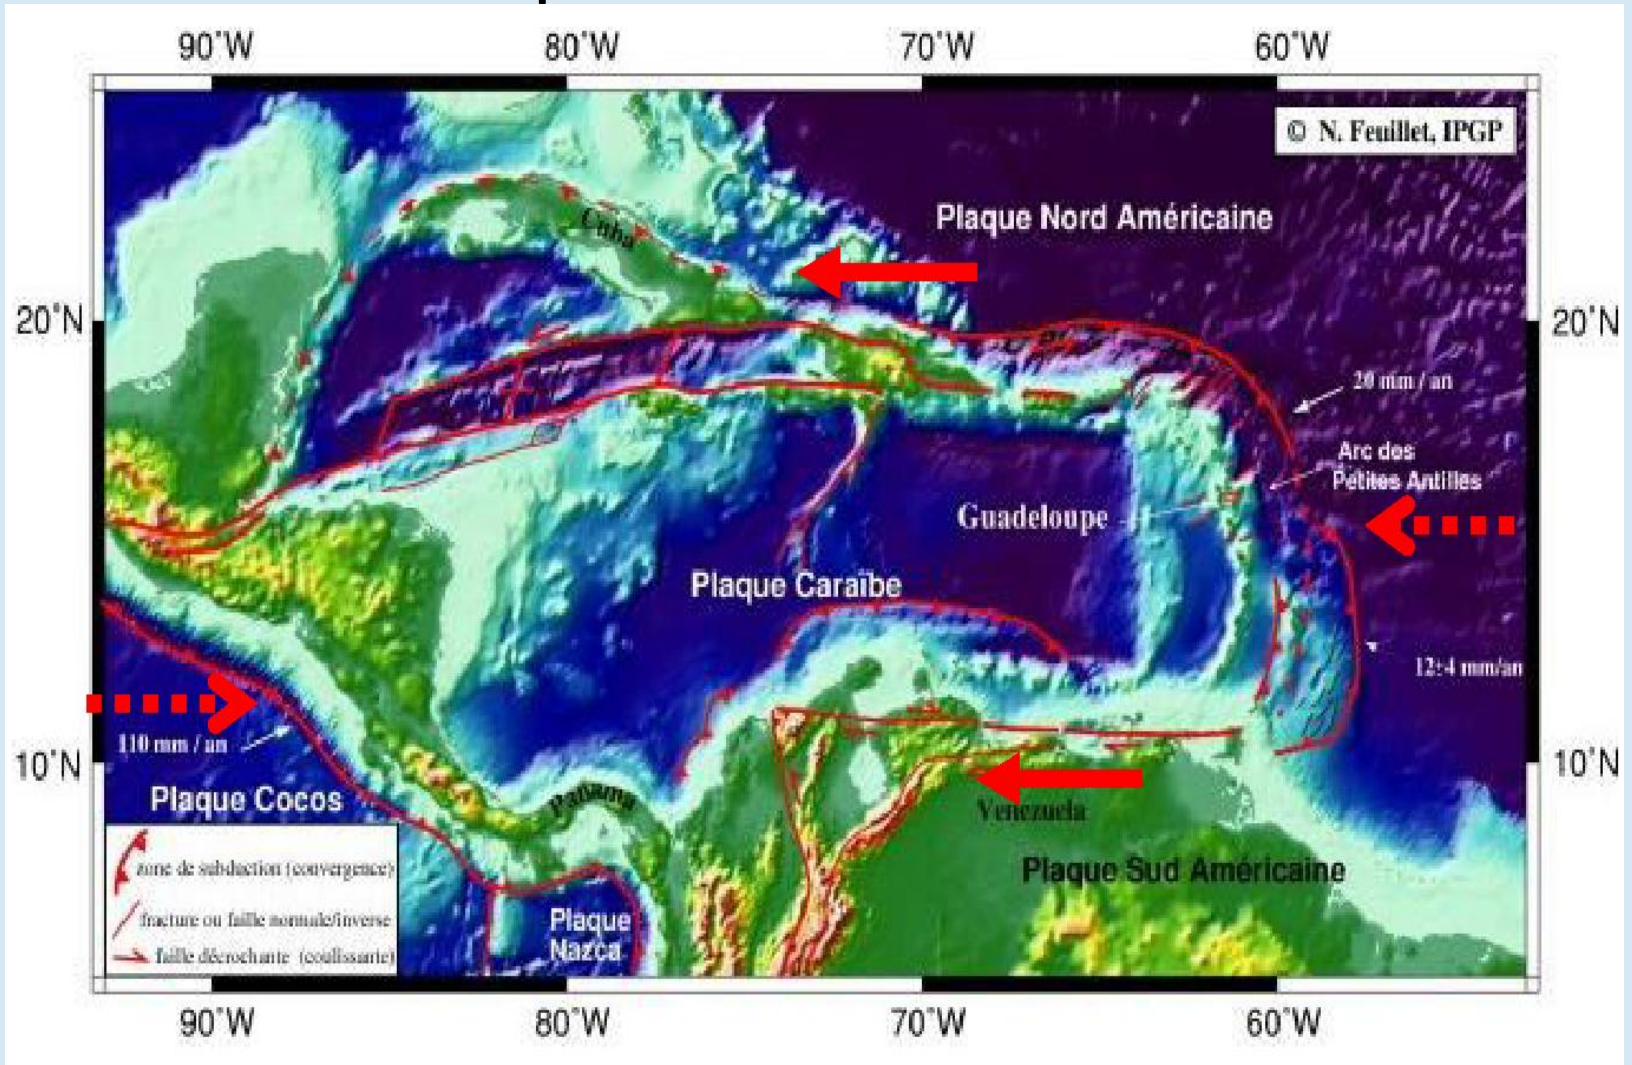 90°W 80°W 70°W 60°W
© N. Feuillet, IPGP
Plaque Nord Américaine
Cuba
20°N 20°N
20 mm / an
Arc des
Petites Antilles
Guadeloupe
Plaque Caraïbe
12±4 mm/an
110 mm / an
10°N 10°N
Plaque Cocos
Panama
Venezuela
Plaque Sud Américaine
zone de subduction (convergence)
fracture ou faille normale/inverse
faille décrochante (coulissante)
Plaque
Nazca
90°W 80°W 70°W 60°W